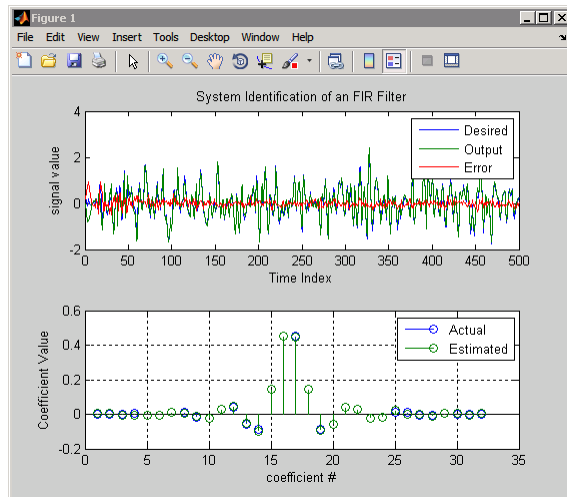 Figure 1
File Edit View Insert Tools Desktop Window Help
System Identification of an FIR Filter
4
2
0
-2
signal value
Desired
Output
Error
0 50 100 150 200 250 300 350 400 450 500
Time Index
0.6
0.4
0.2
0
-0.2
Coefficient Value
Actual
Estimated
0 5 10 15 20 25 30 35
coefficient #